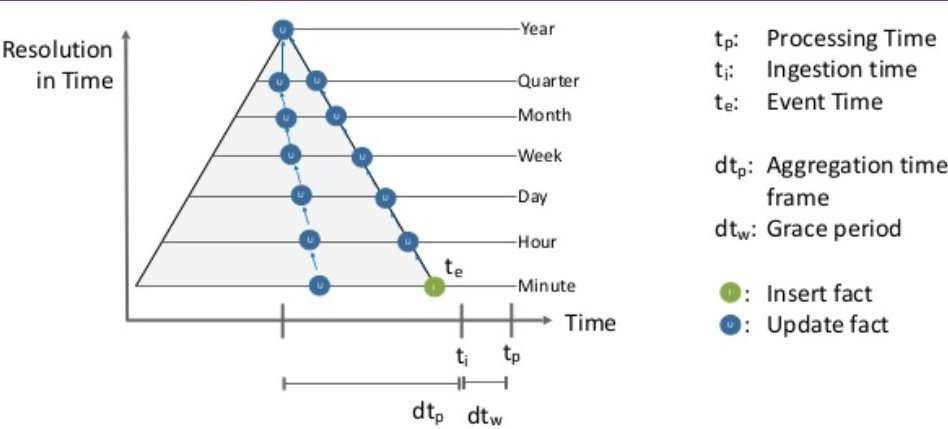 Resolution
in Time
Year
Quarter
Month
Week
Day
Hour
Minute
tₑ
Time
tᵢ
tₚ
dtₚ
dt_w
U
U
U
U
U
U
U
U
U
U
U
U
I
tₚ: Processing Time
tᵢ: Ingestion time
tₑ: Event Time
dtₚ: Aggregation time
frame
dt_w: Grace period
I : Insert fact
U : Update fact